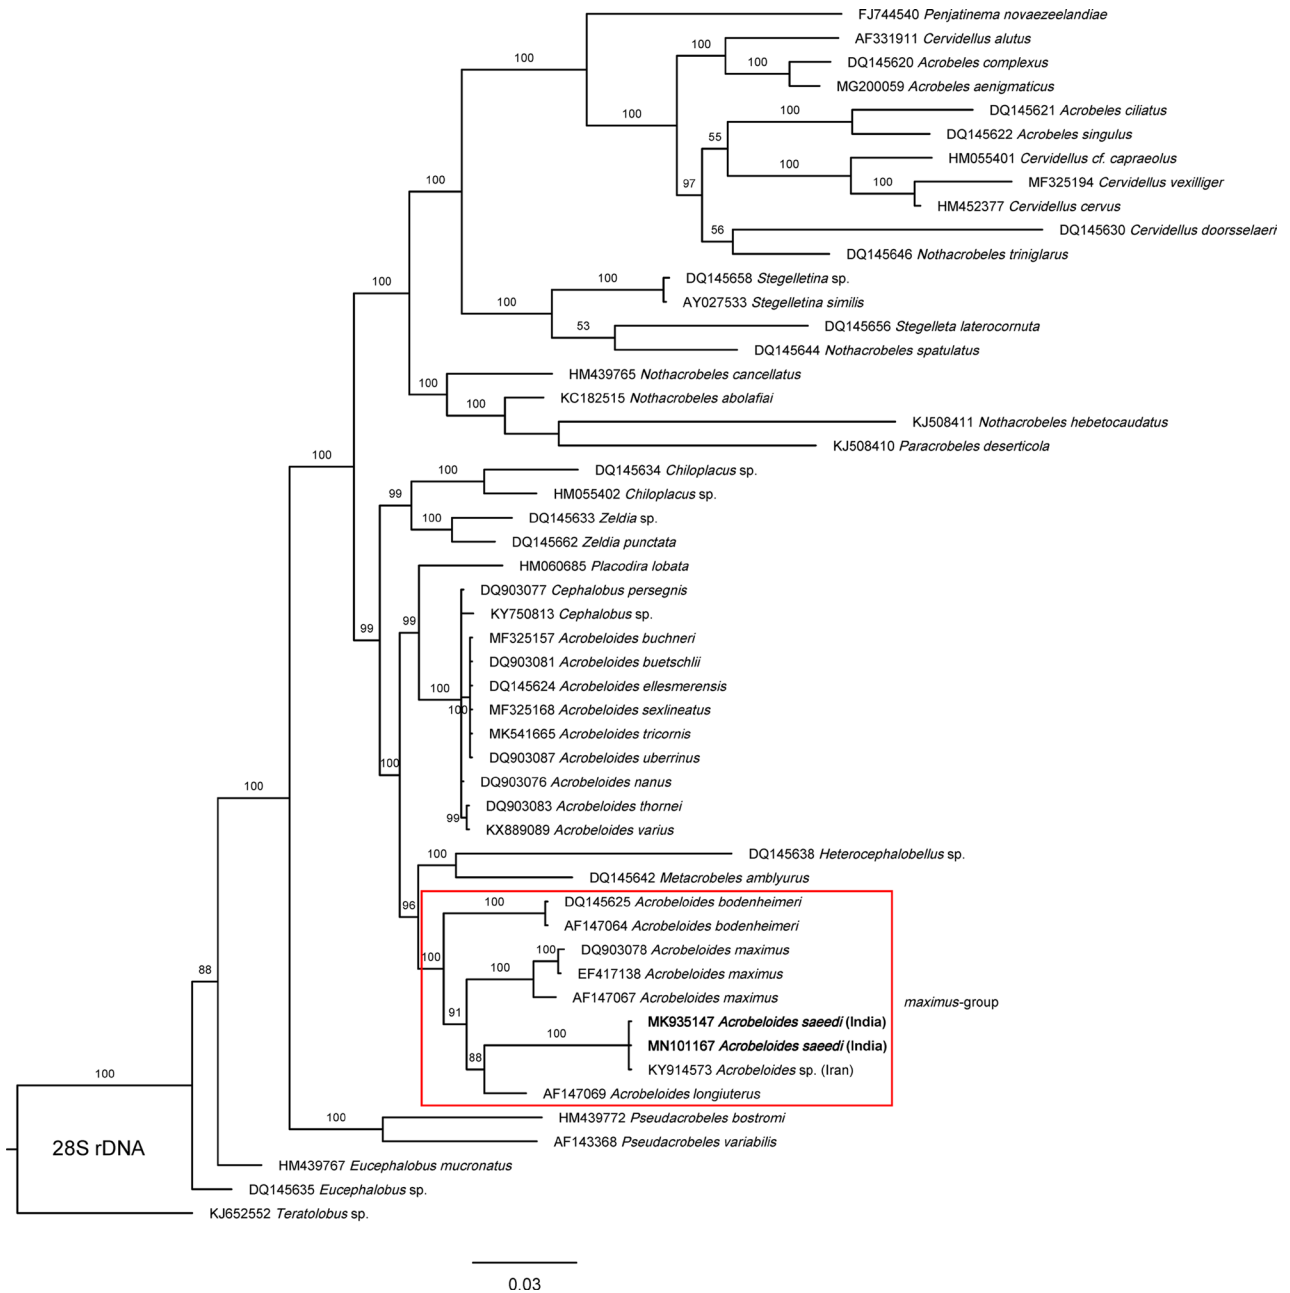 FJ744540 Penjatinema novaezeelandiae
100
AF331911 Cervidellus alutus
100
DQ145620 Acrobeles complexus
100
100
MG200059 Acrobeles aenigmaticus
100
DQ145621 Acrobeles ciliatus
100
DQ145622 Acrobeles singulus
55
HM055401 Cervidellus cf. capraeolus
100
MF325194 Cervidellus vexilliger
100
97
100
HM452377 Cervidellus cervus
DQ145630 Cervidellus doorsselaeri
56
DQ145646 Nothacrobeles triniglarus
DQ145658 Stegelletina sp.
100
100
AY027533 Stegelletina similis
100
DQ145656 Stegelleta laterocornuta
53
DQ145644 Nothacrobeles spatulatus
HM439765 Nothacrobeles cancellatus
100
KC182515 Nothacrobeles abolafiai
100
KJ508411 Nothacrobeles hebetocaudatus
KJ508410 Paracrobeles deserticola
100
DQ145634 Chiloplacus sp.
100
HM055402 Chiloplacus sp.
99
DQ145633 Zeldia sp.
100
DQ145662 Zeldia punctata
HM060685 Placodira lobata
DQ903077 Cephalobus persegnis
KY750813 Cephalobus sp.
99
99
MF325157 Acrobeloides buchneri
DQ903081 Acrobeloides buetschlii
DQ145624 Acrobeloides ellesmerensis
100
MF325168 Acrobeloides sexlineatus
100
MK541665 Acrobeloides tricornis
DQ903087 Acrobeloides uberrinus
100
DQ903076 Acrobeloides nanus
100
DQ903083 Acrobeloides thornei
99
KX889089 Acrobeloides varius
DQ145638 Heterocephalobellus sp.
100
DQ145642 Metacrobeles amblyurus
DQ145625 Acrobeloides bodenheimeri
100
96
AF147064 Acrobeloides bodenheimeri
DQ903078 Acrobeloides maximus
100
100
EF417138 Acrobeloides maximus
100
88
AF147067 Acrobeloides maximus
maximus-group
91
MK935147 Acrobeloides saeedi (India)
100
MN101167 Acrobeloides saeedi (India)
88
KY914573 Acrobeloides sp. (Iran)
100
AF147069 Acrobeloides longiuterus
HM439772 Pseudacrobeles bostromi
100
AF143368 Pseudacrobeles variabilis
28S rDNA
HM439767 Eucephalobus mucronatus
DQ145635 Eucephalobus sp.
KJ652552 Teratolobus sp.
0.03